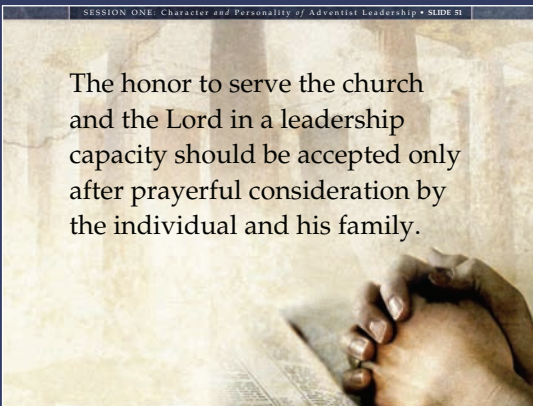 SESSION ONE: Character and Personality of Adventist Leadership • SLIDE 51
The honor to serve the church
and the Lord in a leadership
capacity should be accepted only
after prayerful consideration by
the individual and his family.